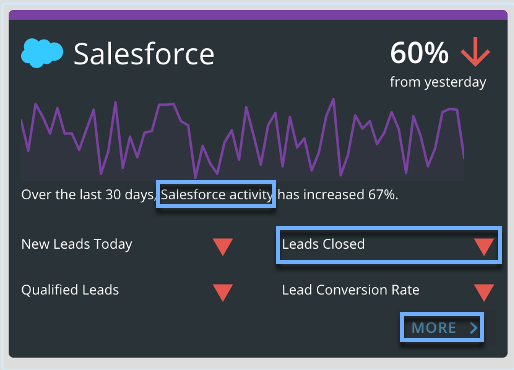 Salesforce
60%
from yesterday
Over the last 30 days, Salesforce activity has increased 67%.
New Leads Today
Leads Closed
Qualified Leads
Lead Conversion Rate
MORE